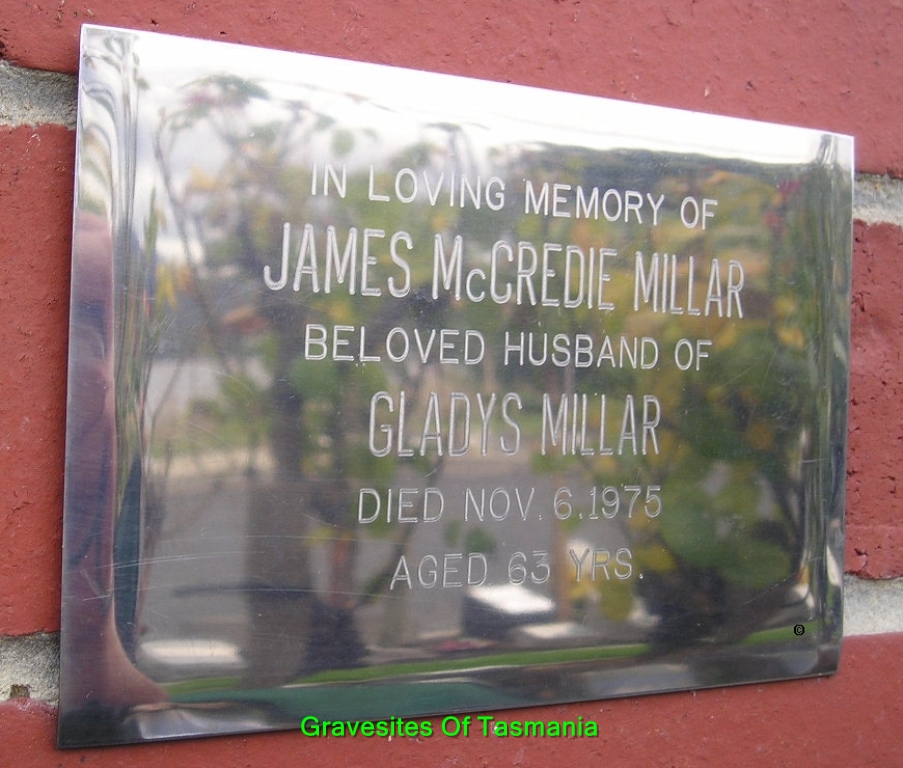 IN LOVING MEMORY OF
JAMES McCREDIE MILLAR
BELOVED HUSBAND OF
GLADYS MILLAR
DIED NOV. 6.1975
AGED 63 YRS.
©
Gravesites Of Tasmania